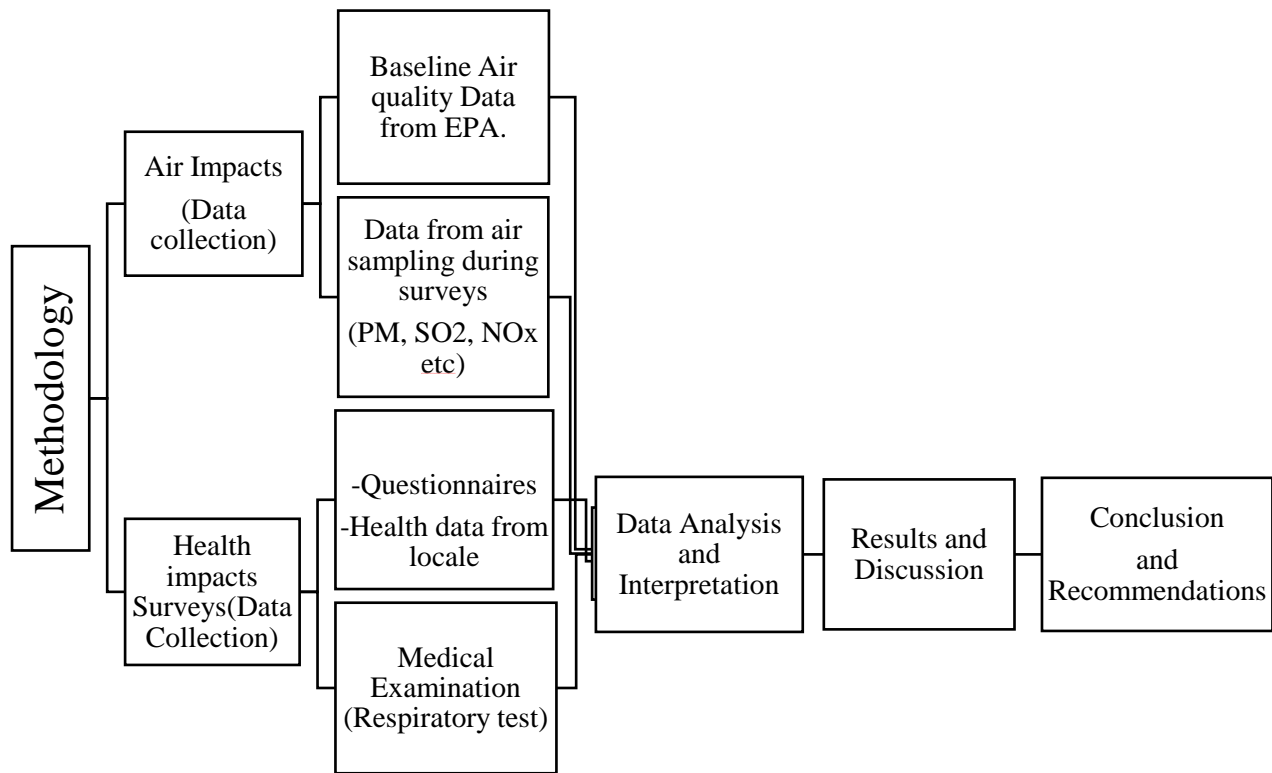 Methodology
Air Impacts
(Data
collection)
Baseline Air
quality Data
from EPA.
Data from air
sampling during
surveys
(PM, SO2, NOx
etc)
Health
impacts
Surveys(Data
Collection)
-Questionnaires
-Health data from
locale
Medical
Examination
(Respiratory test)
Data Analysis
and
Interpretation
Results and
Discussion
Conclusion
and
Recommendations